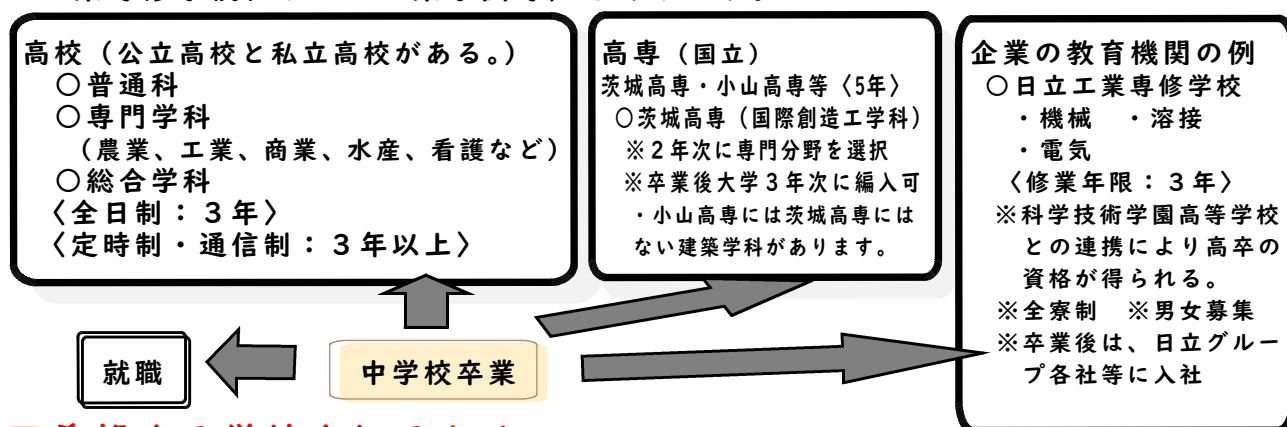 高校（公立高校と私立高校がある。）
○普通科
○専門学科
（農業、工業、商業、水産、看護など）
○総合学科
〈全日制：３年〉
〈定時制・通信制：３年以上〉
高専（国立）
茨城高専・小山高専等〈5年〉
○茨城高専（国際創造工学科）
※２年次に専門分野を選択
※卒業後大学３年次に編入可
・小山高専には茨城高専には
ない建築学科があります。
企業の教育機関の例
○日立工業専修学校
・機械　・溶接
・電気
〈修業年限：３年〉
※科学技術学園高等学校
との連携により高卒の
資格が得られる。
※全寮制　※男女募集
※卒業後は、日立グルー
プ各社等に入社
就職
中学校卒業